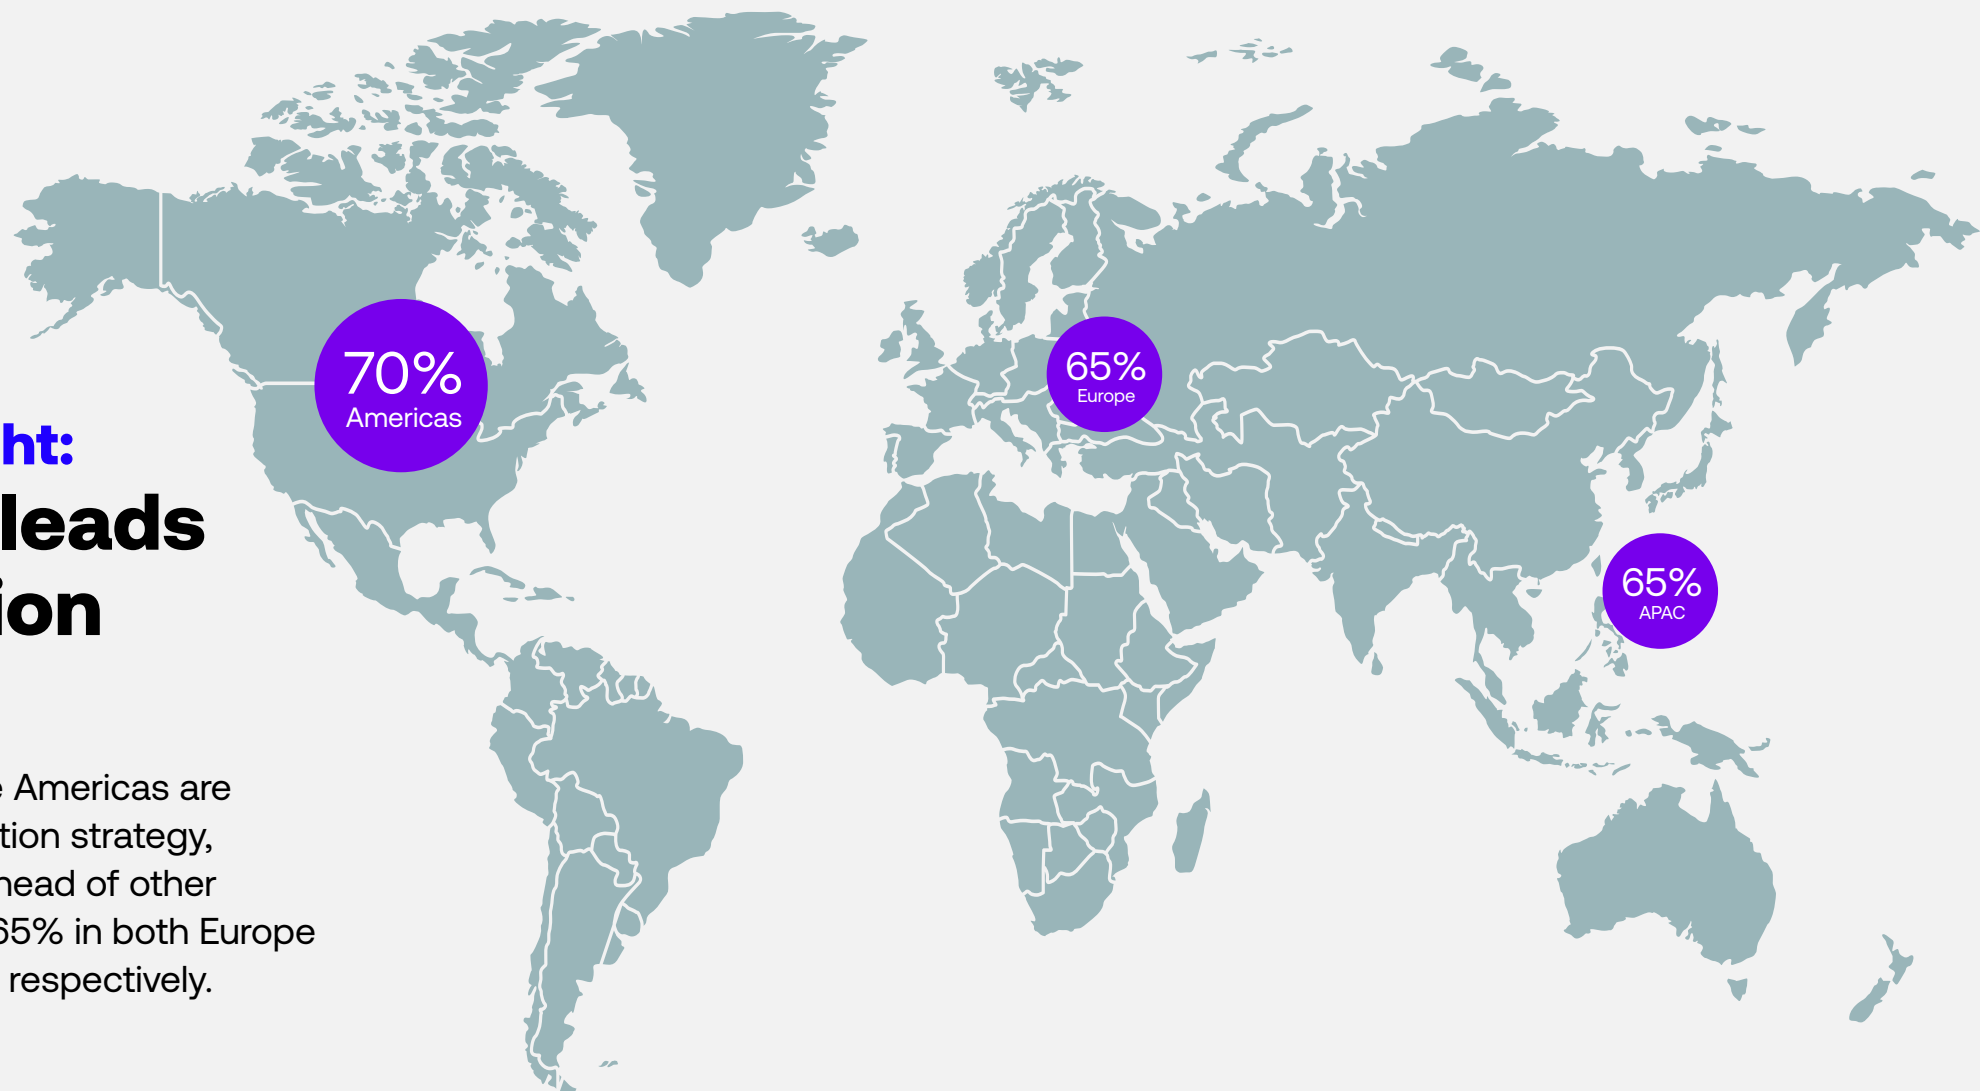 ht:
leads
ion
e Americas are
tion strategy,
head of other
65% in both Europe
respectively.
70%
Americas
65%
Europe
65%
APAC